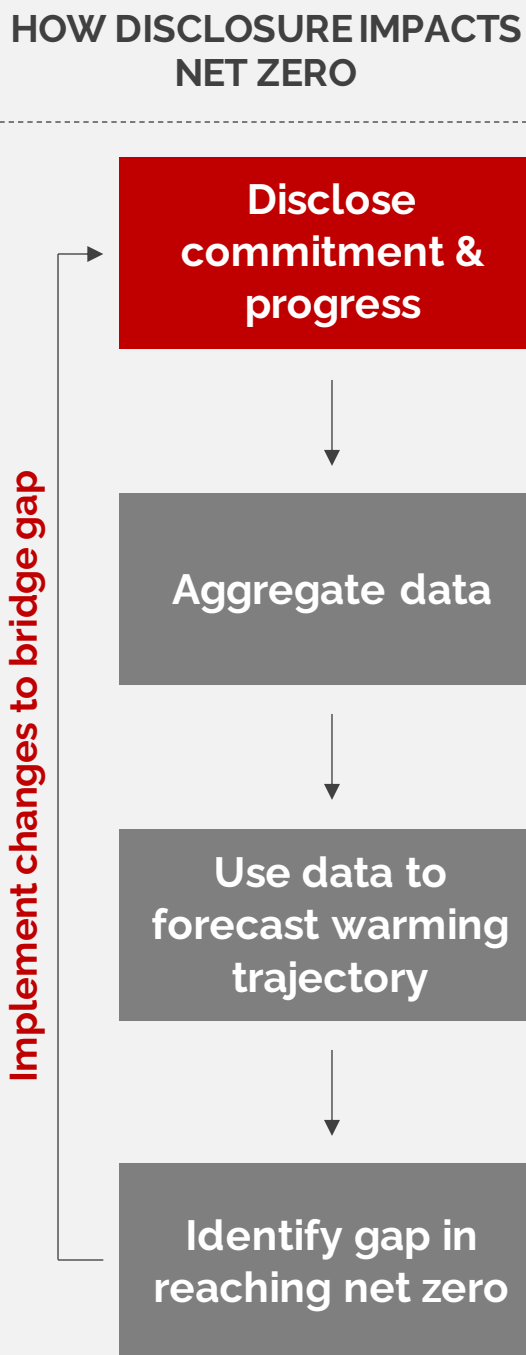 HOW DISCLOSURE IMPACTS
NET ZERO
Disclose
commitment &
progress
Aggregate data
Use data to
forecast warming
trajectory
Identify gap in
reaching net zero
Implement changes to bridge gap